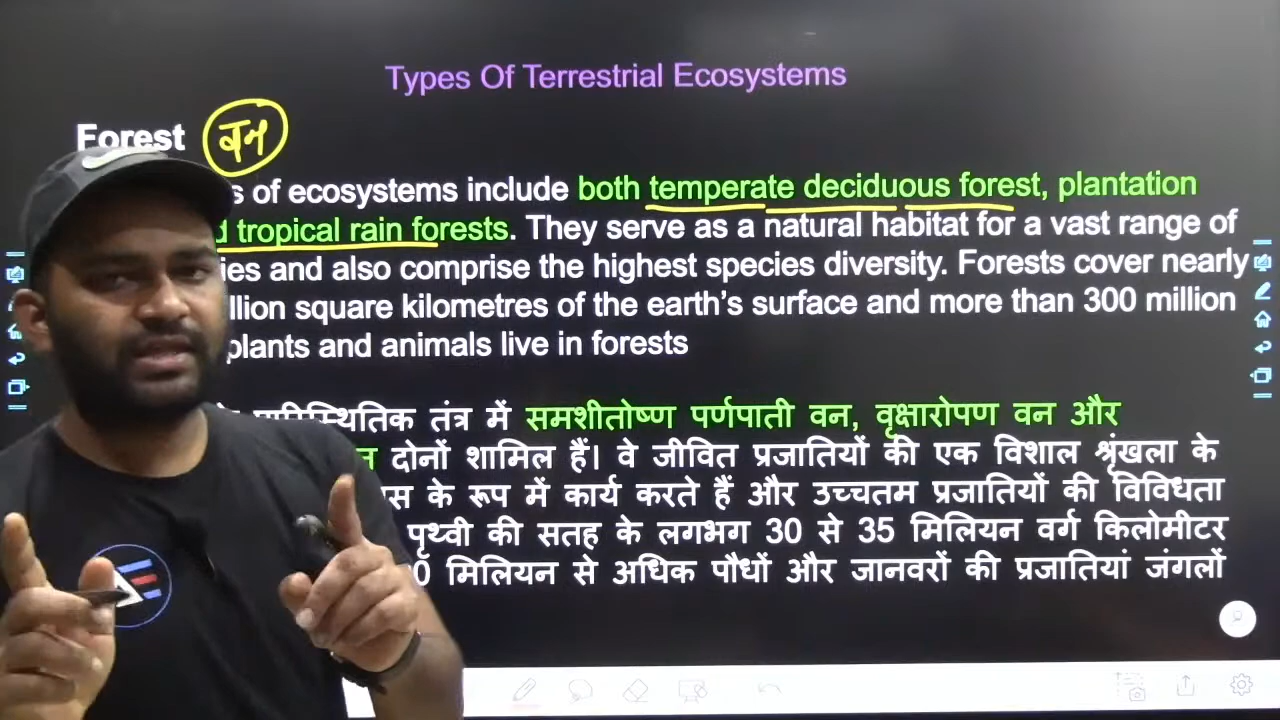 Types Of Terrestrial Ecosystems
Forest वन
of ecosystems include both temperate deciduous forest, plantation
tropical rain forests. They serve as a natural habitat for a vast range of
and also comprise the highest species diversity. Forests cover nearly
square kilometres of the earth's surface and more than 300 million
plants and animals live in forests
तंत्र में समशीतोष्ण पर्णपाती वन, वृक्षारोपण वन और
दोनों शामिल हैं। वे जीवित प्रजातियों की एक विशाल श्रृंखला के
के रूप में कार्य करते हैं और उच्चतम प्रजातियों की विविधता
पृथ्वी की सतह के लगभग 30 से 35 मिलियन वर्ग किलोमीटर
मिलियन से अधिक पौधों और जानवरों की प्रजातियां जंगलों